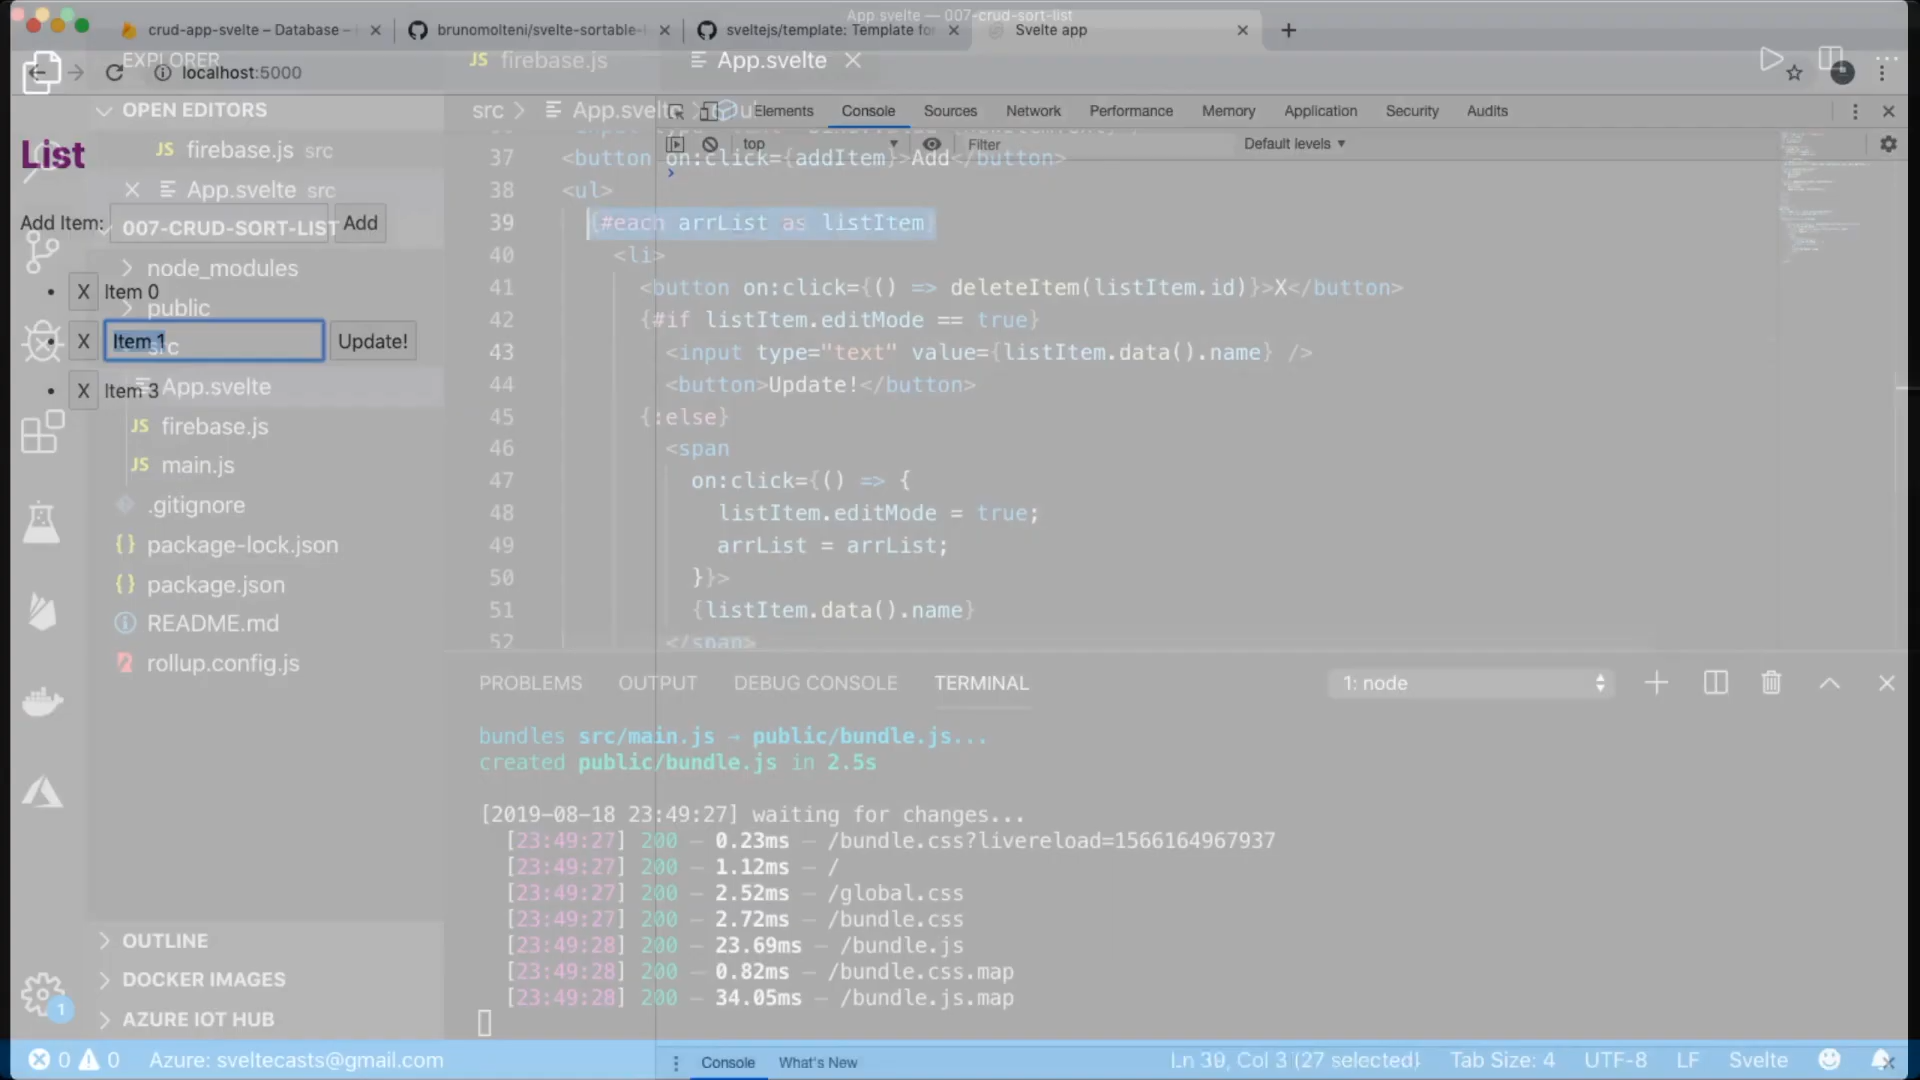 App.svelte — 007-crud-sort-list
crud-app-svelte – Database –
brunomolteni/svelte-sortable-l
sveltejs/template: Template for
Svelte app
EXPLORER
JS firebase.js
App.svelte
localhost:5000
OPEN EDITORS
src
App.svelte
Elements
Console
Sources
Network
Performance
Memory
Application
Security
Audits
top
Filter
Default levels
List
JS firebase.js src
App.svelte src
Add Item:
Add
007-CRUD-SORT-LIST
node_modules
X Item 0
public
X Item 1 Update!
src
X Item 3
App.svelte
JS firebase.js
JS main.js
.gitignore
{} package-lock.json
{} package.json
README.md
rollup.config.js
OUTLINE
DOCKER IMAGES
AZURE IOT HUB
37 <button on:click={addItem}>Add</button>
38 <ul>
39 {#each arrList as listItem}
40 <li>
41 <button on:click={() => deleteItem(listItem.id)}>X</button>
42 {#if listItem.editMode == true}
43 <input type="text" value={listItem.data().name} />
44 <button>Update!</button>
45 {:else}
46 <span
47 on:click={() => {
48 listItem.editMode = true;
49 arrList = arrList;
50 }}>
51 {listItem.data().name}
52 </span>
PROBLEMS
OUTPUT
DEBUG CONSOLE
TERMINAL
1: node
bundles src/main.js → public/bundle.js...
created public/bundle.js in 2.5s
[2019-08-18 23:49:27] waiting for changes...
[23:49:27] 200 — 0.23ms — /bundle.css?livereload=1566164967937
[23:49:27] 200 — 1.12ms — /
[23:49:27] 200 — 2.52ms — /global.css
[23:49:27] 200 — 2.72ms — /bundle.css
[23:49:28] 200 — 23.69ms — /bundle.js
[23:49:28] 200 — 0.82ms — /bundle.css.map
[23:49:28] 200 — 34.05ms — /bundle.js.map
1
0 0 Azure: sveltecasts@gmail.com
Console
What's New
Ln 39, Col 3 (27 selected)
Tab Size: 4
UTF-8
LF
Svelte